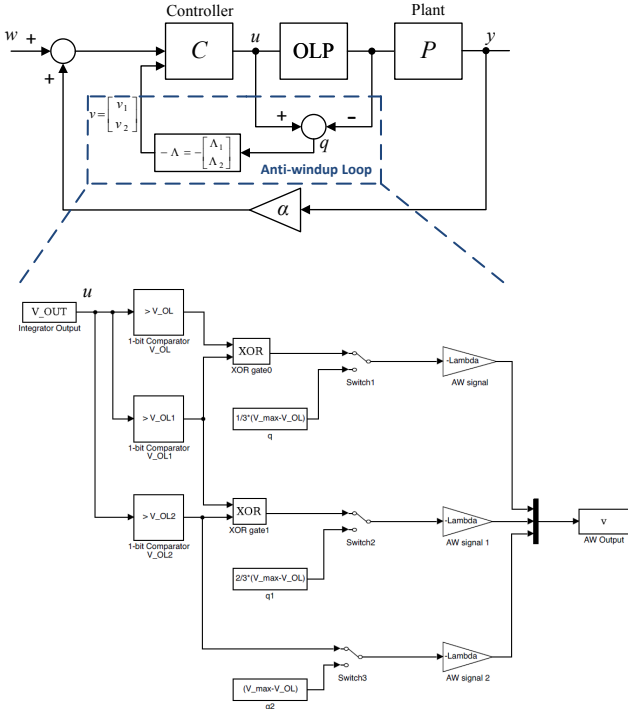 Controller
Plant
w + +
C
u
OLP
P
y
v = [ v1 v2 ]
+ -
q
- Λ = - [ Λ1 Λ2 ]
Anti-windup Loop
α
u
V_OUT
Integrator Output
> V_OL
1-bit Comparator
V_OL
XOR
XOR gate0
Switch1
-Lambda
AW signal
1/3*(V_max-V_OL)
q
> V_OL1
1-bit Comparator
V_OL1
> V_OL2
1-bit Comparator
V_OL2
XOR
XOR gate1
Switch2
-Lambda
AW signal 1
v
AW Output
2/3*(V_max-V_OL)
q1
Switch3
-Lambda
AW signal 2
(V_max-V_OL)
q2